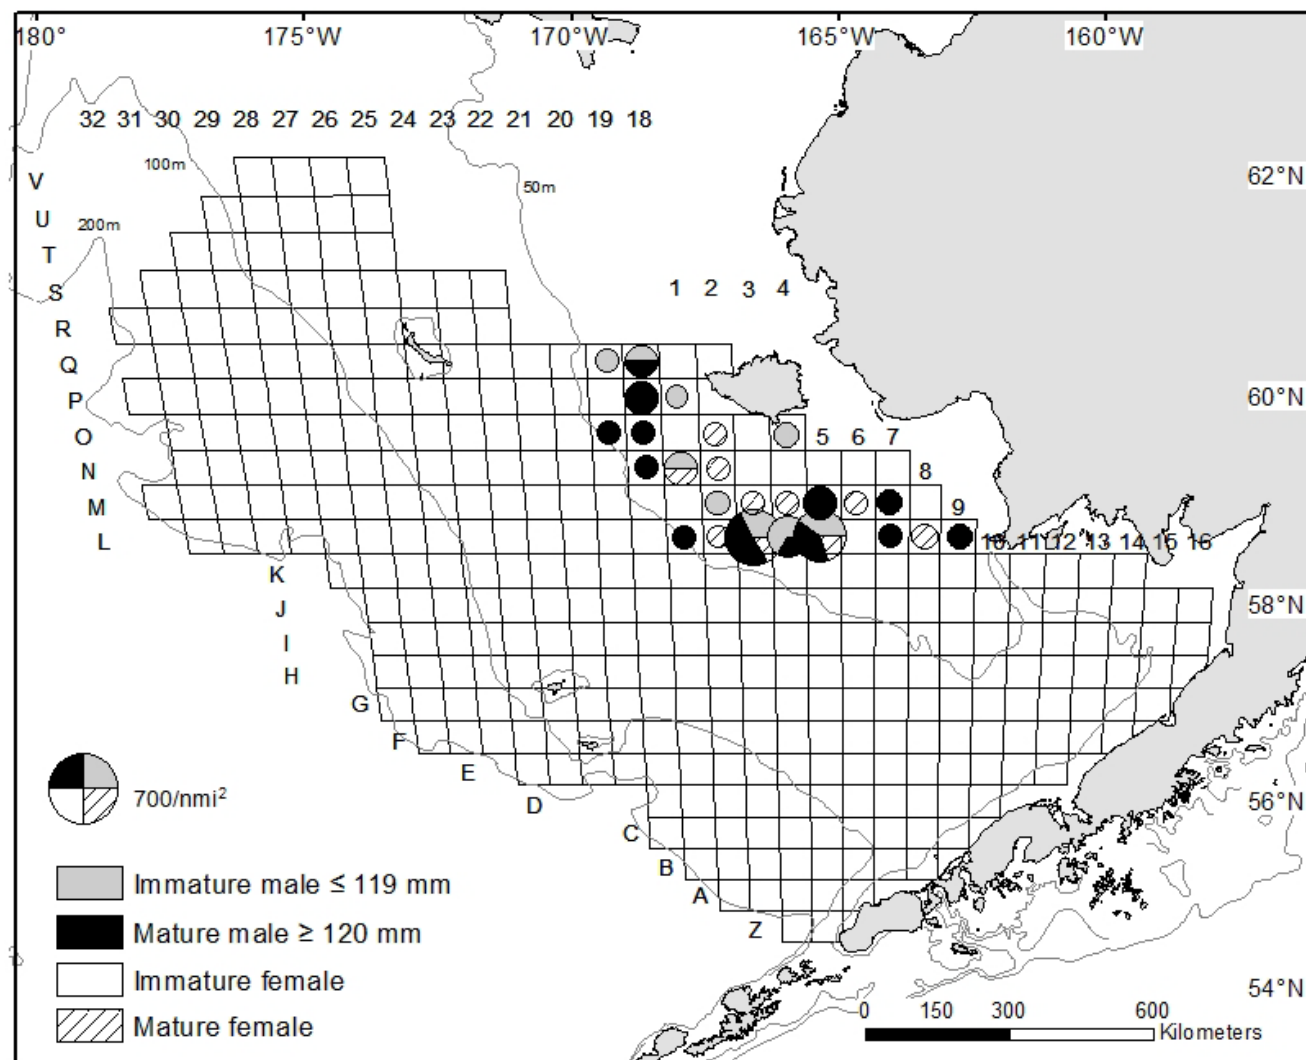 180° 175°W 170°W 165°W 160°W
32 31 30 29 28 27 26 25 24 23 22 21 20 19 18
100m
50m
62°N
V
U
200m
T
S
1 2 3 4
R
Q
P
60°N
O
5 6 7
N
8
M
9
L
10 11 12 13 14 15 16
K
J
58°N
I
H
G
F
E
D
C
B
A
Z
56°N
54°N
700/nmi²
Immature male ≤ 119 mm
Mature male ≥ 120 mm
Immature female
Mature female
0 150 300 600
Kilometers